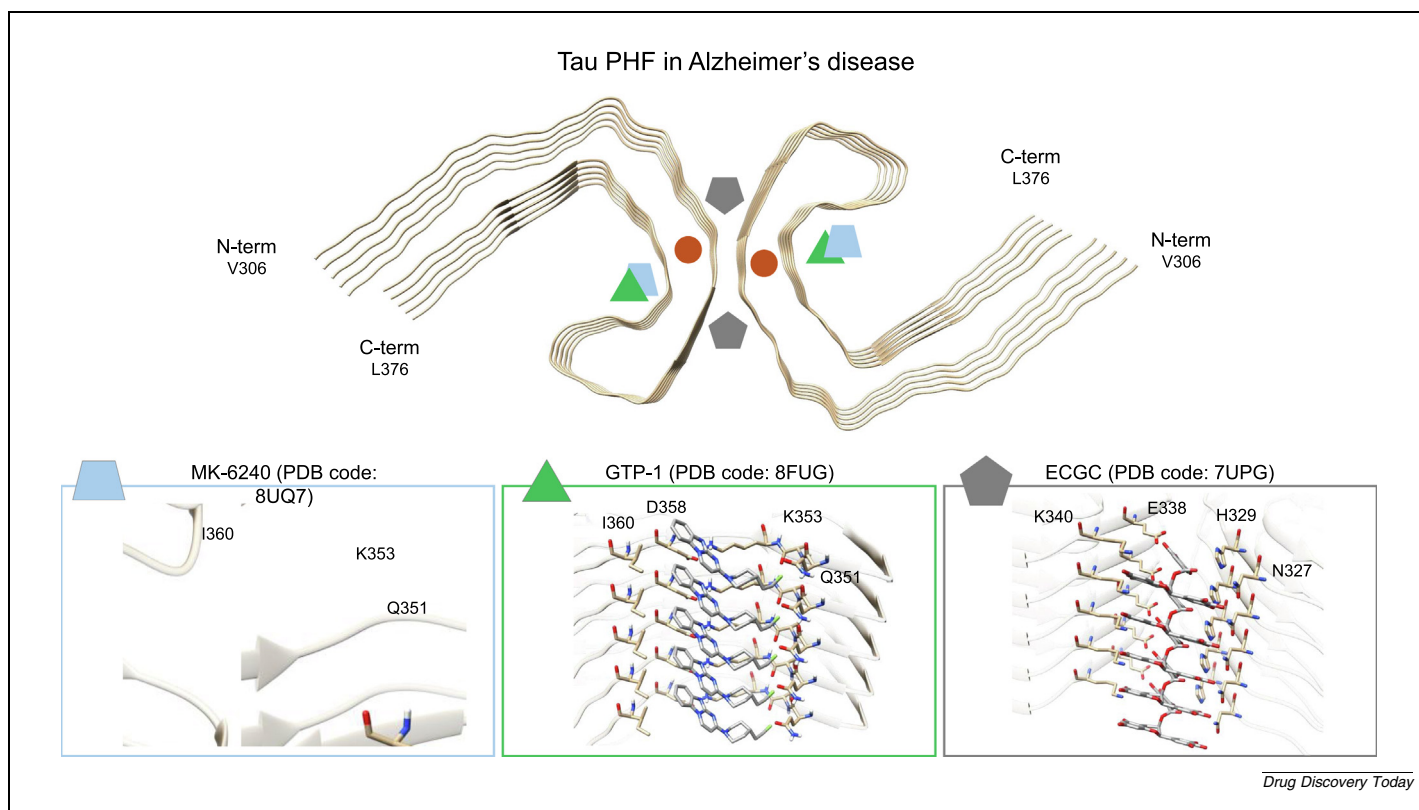 Tau PHF in Alzheimer's disease
C-term
L376
N-term
V306
N-term
V306
C-term
L376
MK-6240 (PDB code:
8UQ7)
I360
K353
Q351
GTP-1 (PDB code: 8FUG)
D358
I360
K353
Q351
ECGC (PDB code: 7UPG)
E338
K340
H329
N327
Drug Discovery Today